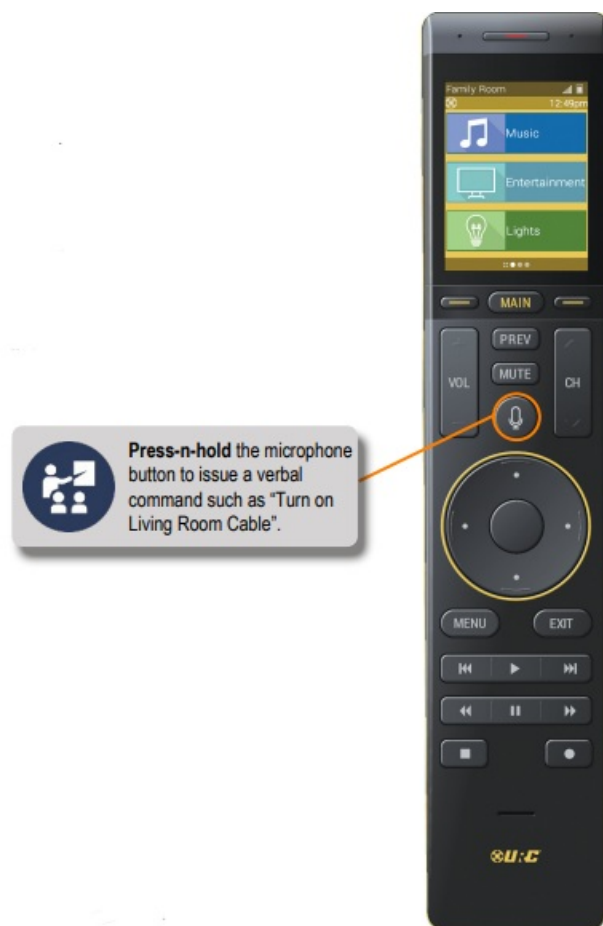 Family Room
12:49pm
Music
Entertainment
Lights
MAIN
PREV
VOL
MUTE
CH
Press-n-hold the microphone
button to issue a verbal
command such as “Turn on
Living Room Cable”.
MENU
EXIT
URC